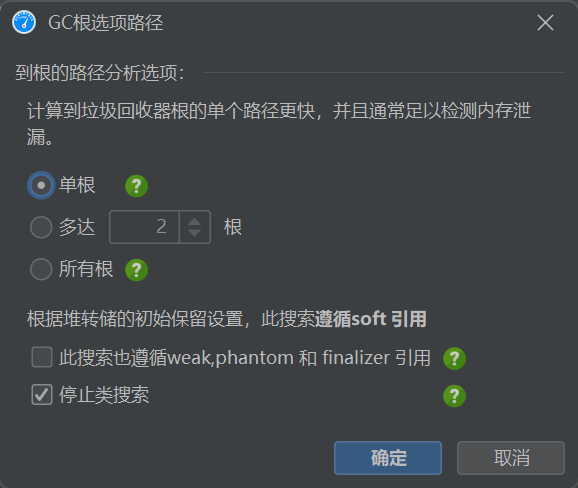 GC根选项路径
到根的路径分析选项：
计算到垃圾回收器根的单个路径更快，并且通常足以检测内存泄
漏。
单根 ?
多达 2 根
所有根 ?
根据堆转储的初始保留设置，此搜索遵循soft 引用
此搜索也遵循weak,phantom 和 finalizer 引用 ?
停止类搜索 ?
确定 取消